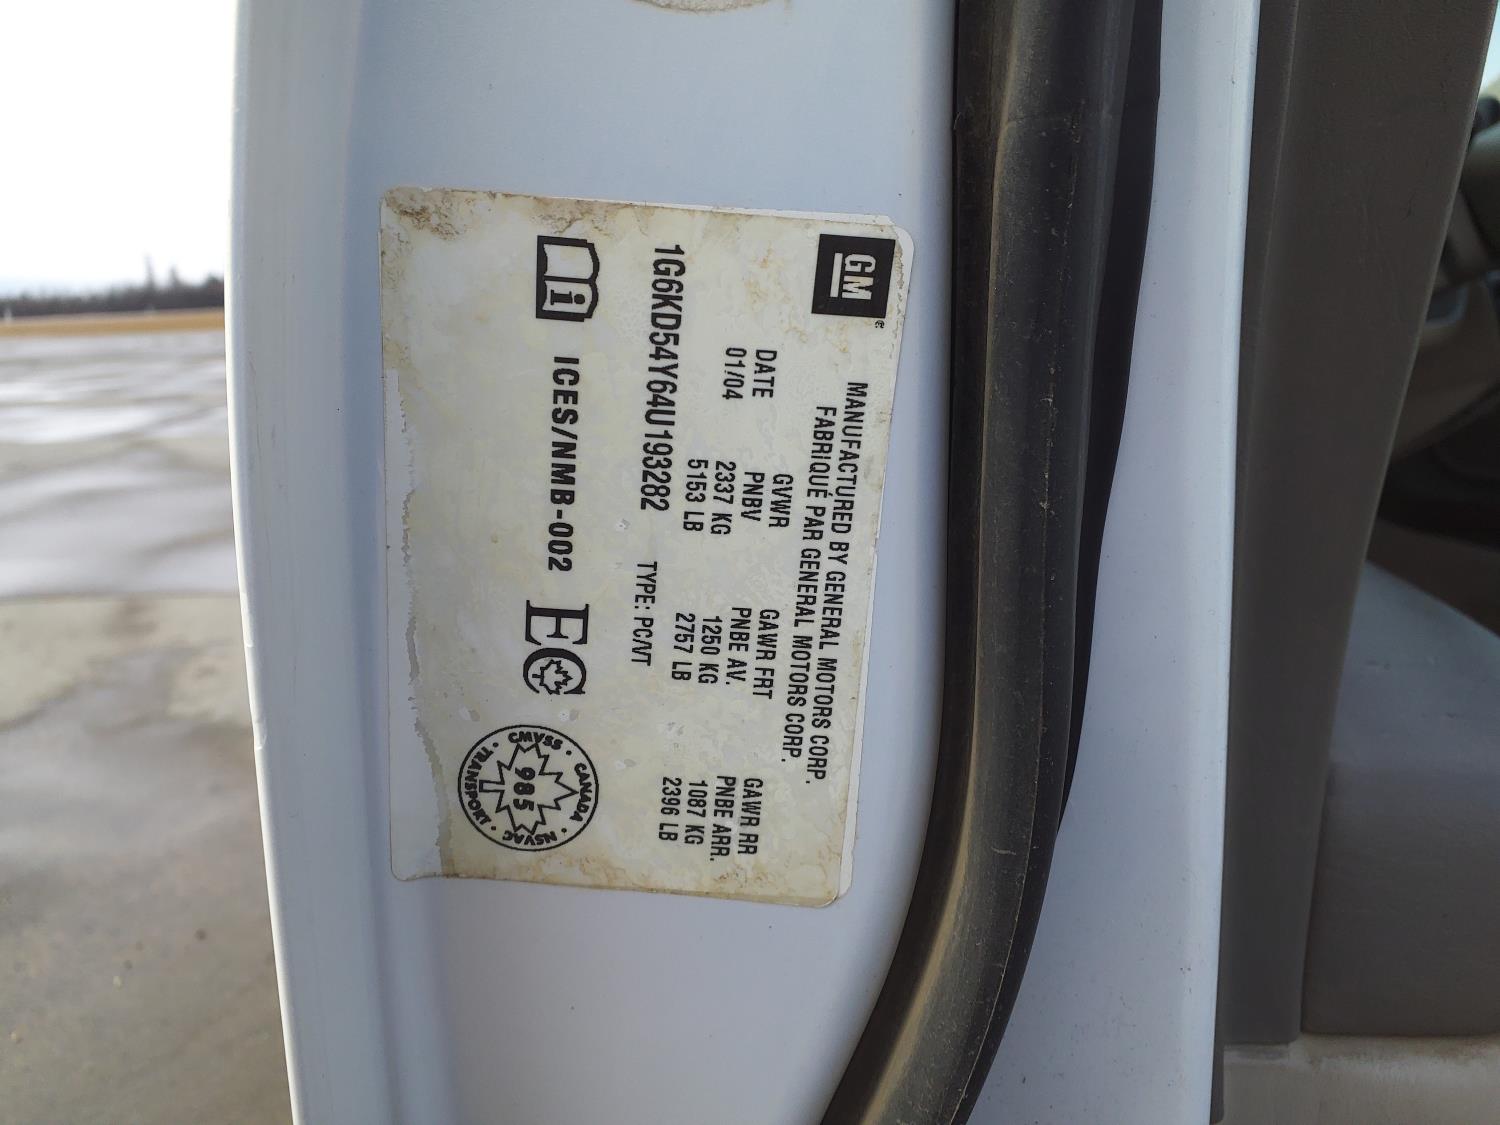 GM
MANUFACTURED BY GENERAL MOTORS CORP.
FABRIQUÉ PAR GENERAL MOTORS CORP.
DATE GVWR GAWR FRT GAWR RR
01/04 PNBV PNBE AV. PNBE ARR.
2337 KG 1250 KG 1087 KG
5153 LB 2757 LB 2396 LB
1G6KD54Y64U193282 TYPE: PC/VT
i ICES/NMB-002 EC
CMVSS · CANADA · NSVAC · TRANSPORT ·
985